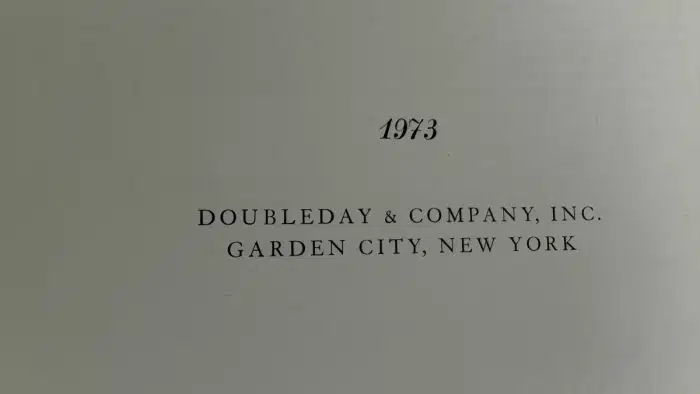 1973
DOUBLEDAY & COMPANY, INC.
GARDEN CITY, NEW YORK